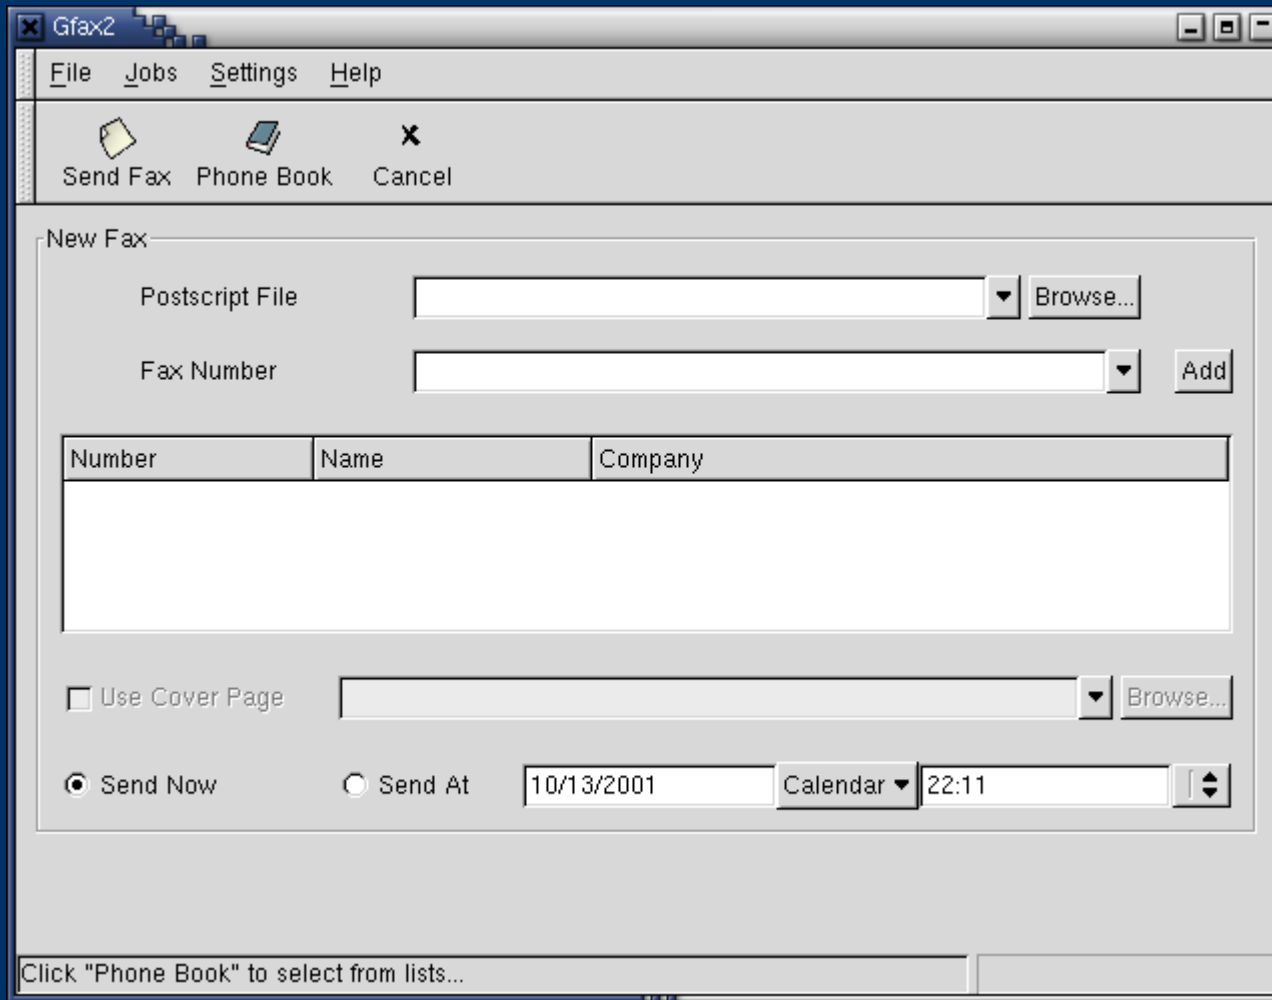 Gfax2
File Jobs Settings Help
Send Fax Phone Book Cancel
New Fax
Postscript File Browse...
Fax Number Add
Number Name Company
Use Cover Page Browse...
Send Now Send At 10/13/2001 Calendar 22:11
Click "Phone Book" to select from lists...